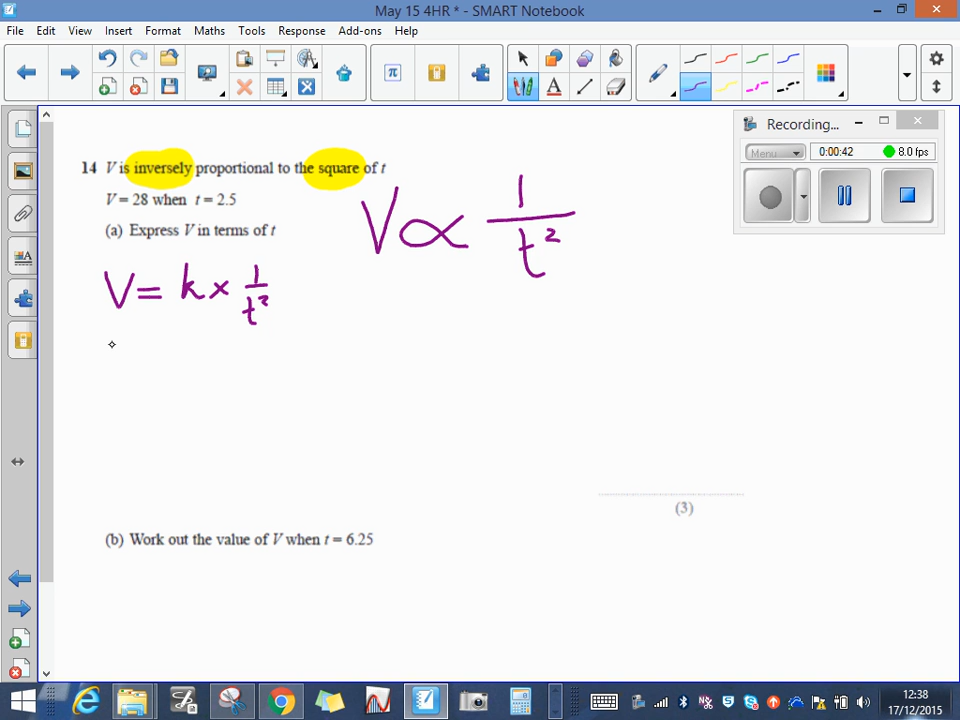 May 15 4HR * - SMART Notebook
File Edit View Insert Format Maths Tools Response Add-ons Help
Recording...
Menu 0:00:42 8.0 fps
14 V is inversely proportional to the square of t
V = 28 when t = 2.5
(a) Express V in terms of t
V ∝ 1/t²
V = k × 1/t²
(3)
(b) Work out the value of V when t = 6.25
12:38
17/12/2015